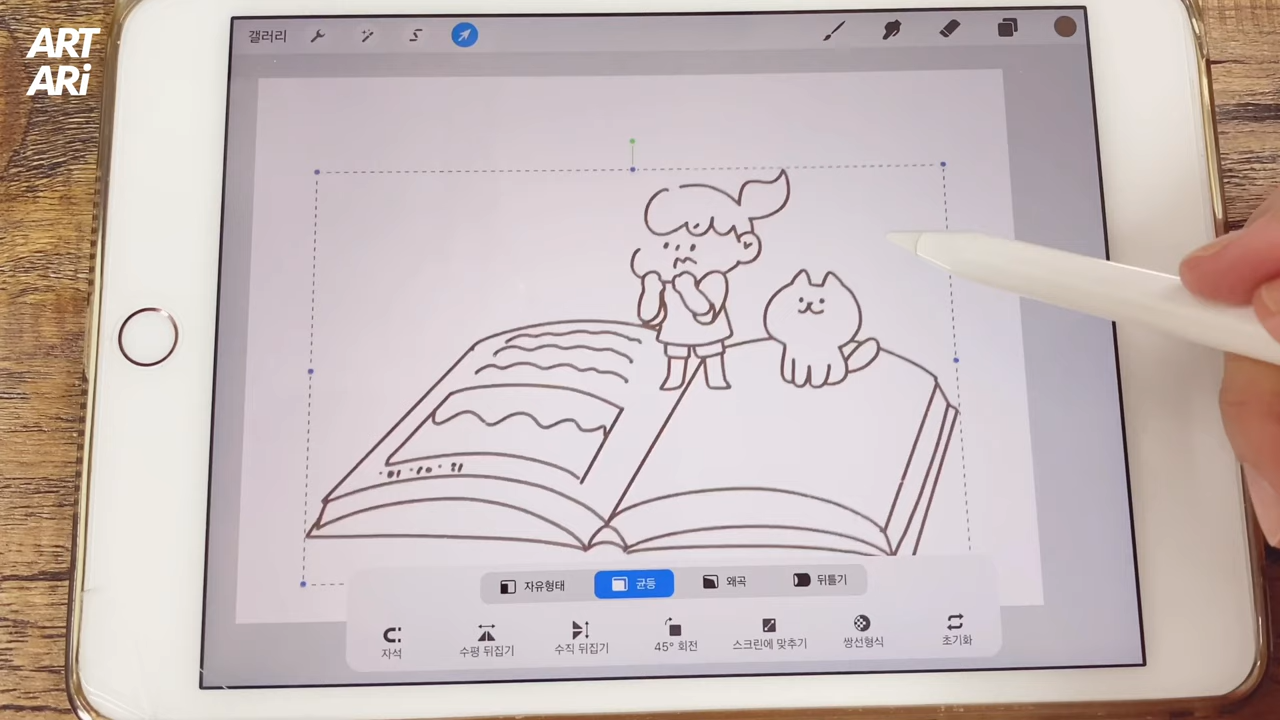 ART
ARi
갤러리
자유형태
균등
왜곡
뒤틀기
자석
수평 뒤집기
수직 뒤집기
45° 회전
스크린에 맞추기
쌍선형식
초기화